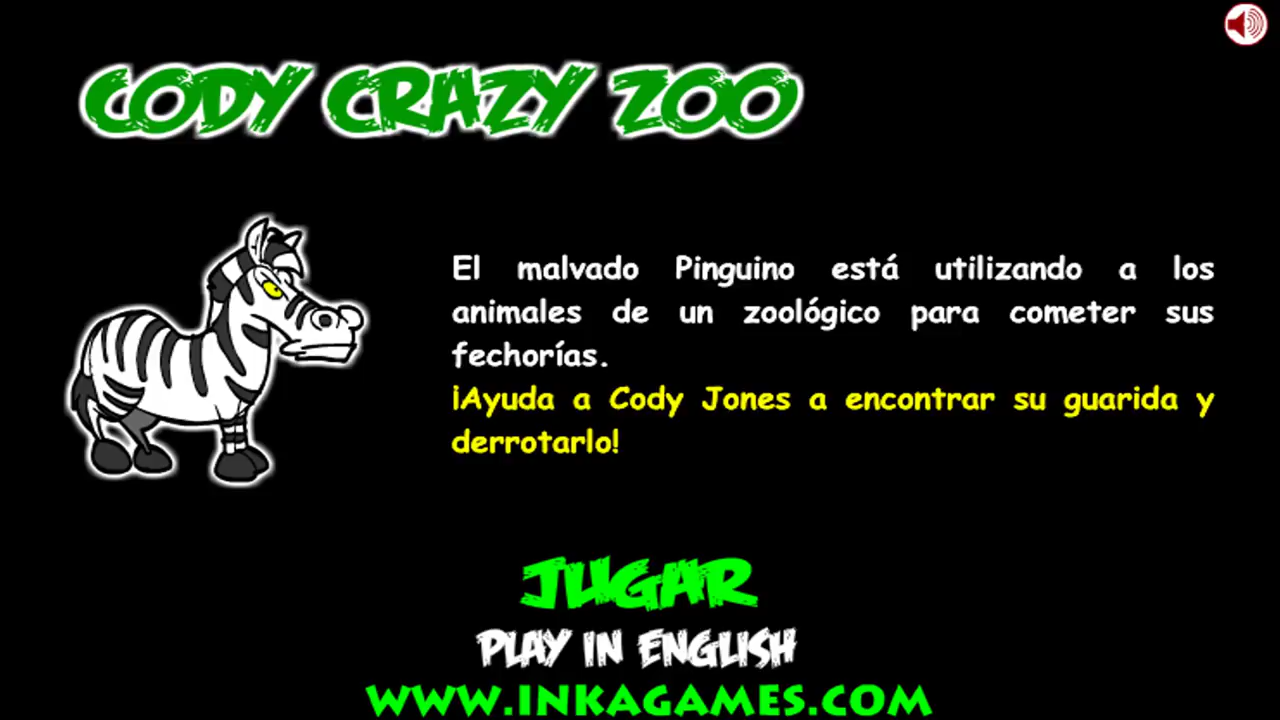 CODY CRAZY ZOO
El malvado Pinguino está utilizando a los
animales de un zoológico para cometer sus
fechorías.
¡Ayuda a Cody Jones a encontrar su guarida y
derrotarlo!
JUGAR
PLAY IN ENGLISH
WWW.INKAGAMES.COM